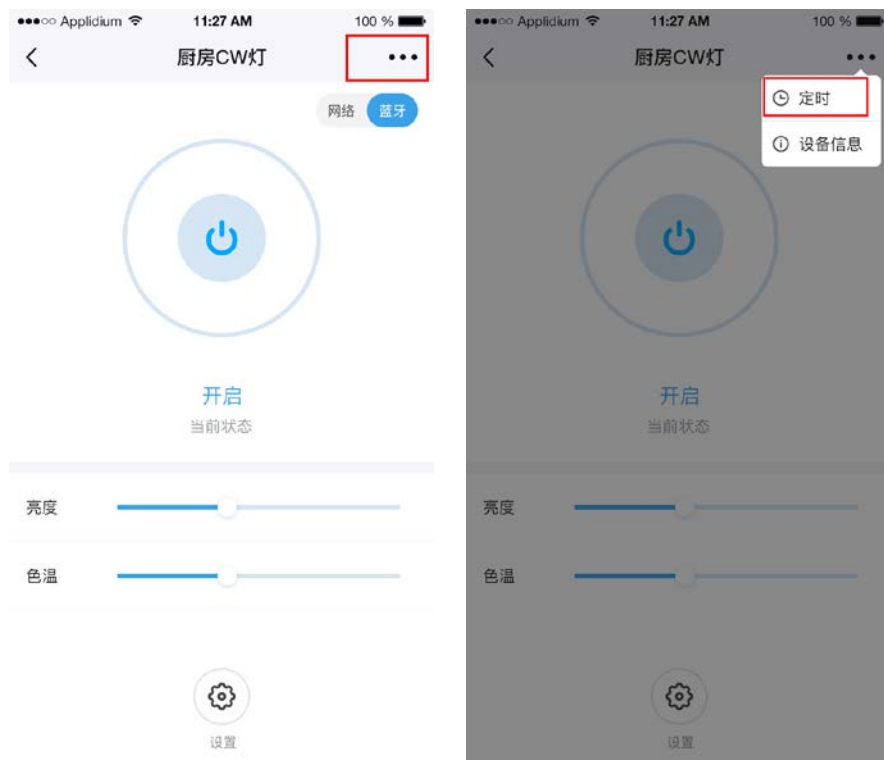 Applidium 11:27 AM 100 %
厨房CW灯
网络 蓝牙
开启
当前状态
亮度
色温
设置
Applidium 11:27 AM 100 %
厨房CW灯
定时
设备信息
开启
当前状态
亮度
色温
设置